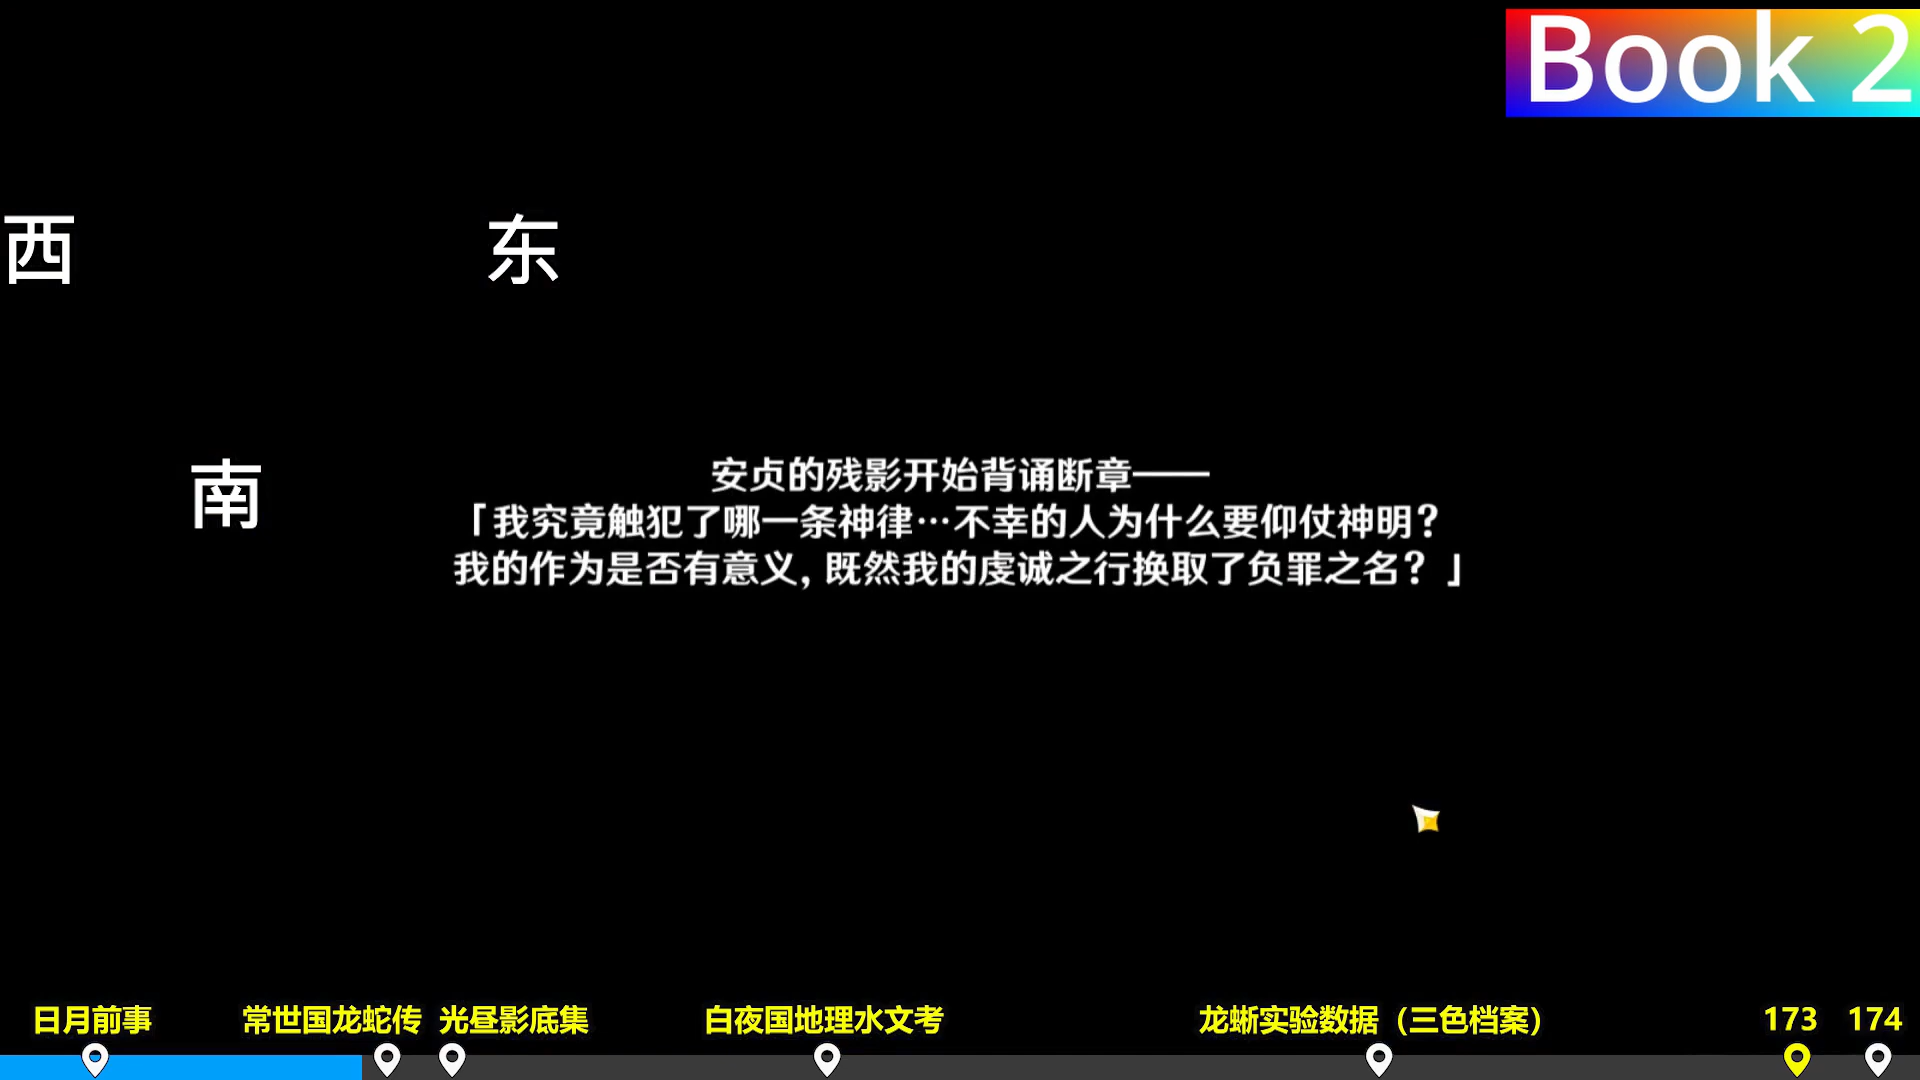 Book 2
西
东
南
安贞的残影开始背诵断章——
「我究竟触犯了哪一条神律…不幸的人为什么要仰仗神明？
我的作为是否有意义，既然我的虔诚之行换取了负罪之名？」
日月前事
常世国龙蛇传
光昼影底集
白夜国地理水文考
龙蜥实验数据（三色档案）
173
174